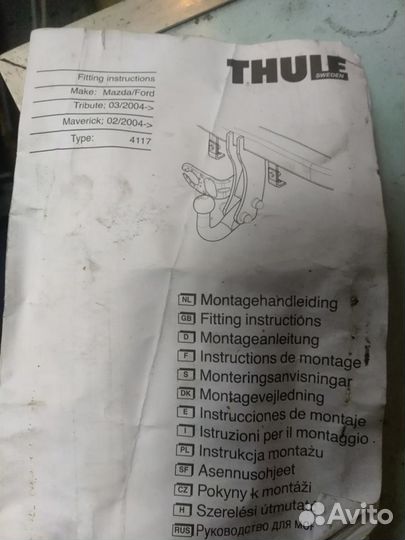 Fitting instructions
Make: Mazda/Ford
Tribute; 03/2004->
Maverick; 02/2004->
Type: 4117
THULE
SWEDEN
NL Montagehandleiding
GB Fitting instructions
D Montageanleitung
F Instructions de montage
S Monteringsanvisningar
DK Montagevejledning
E Instrucciones de montaje
I Istruzioni per il montaggio
PL Instrukcja montażu
SF Asennusohjeet
CZ Pokyny k montáži
H Szerelési útmutató
RUS Руководство для
Avito